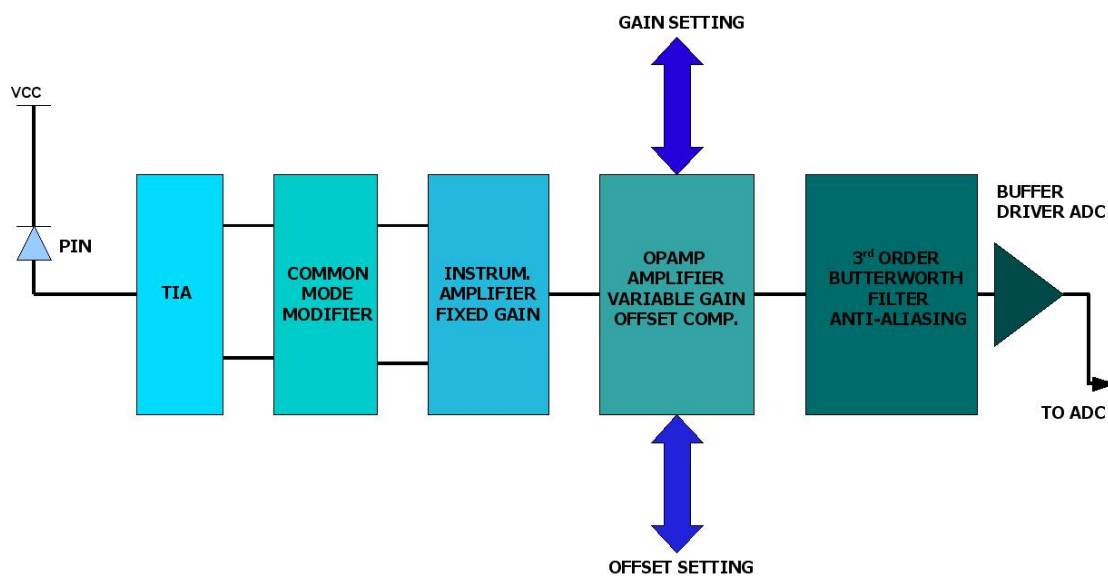 GAIN SETTING
VCC
PIN
TIA
COMMON
MODE
MODIFIER
INSTRUM.
AMPLIFIER
FIXED GAIN
OPAMP
AMPLIFIER
VARIABLE GAIN
OFFSET COMP.
3rd ORDER
BUTTERWORTH
FILTER
ANTI-ALIASING
BUFFER
DRIVER ADC
TO ADC
OFFSET SETTING